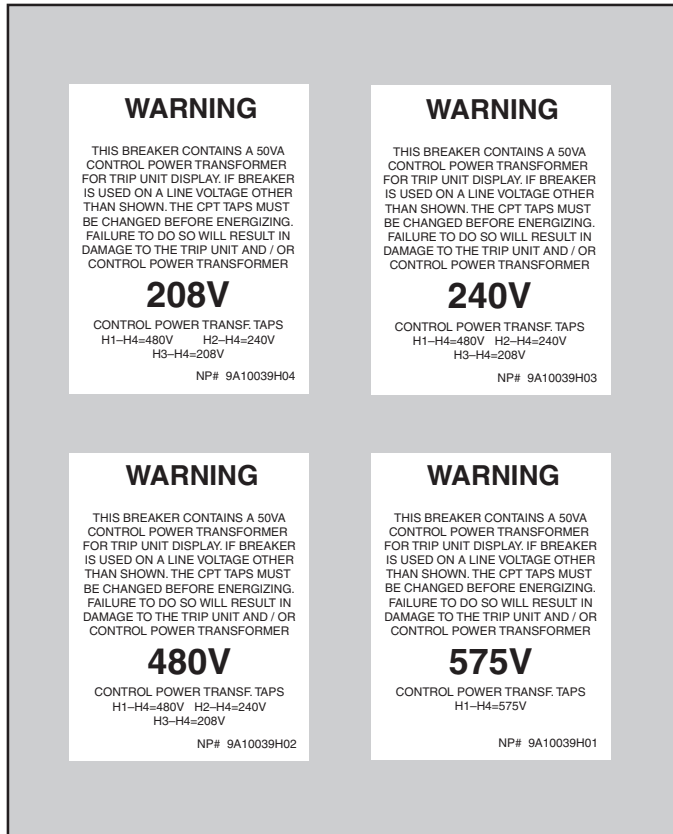 WARNING
THIS BREAKER CONTAINS A 50VA
CONTROL POWER TRANSFORMER
FOR TRIP UNIT DISPLAY. IF BREAKER
IS USED ON A LINE VOLTAGE OTHER
THAN SHOWN. THE CPT TAPS MUST
BE CHANGED BEFORE ENERGIZING.
FAILURE TO DO SO WILL RESULT IN
DAMAGE TO THE TRIP UNIT AND / OR
CONTROL POWER TRANSFORMER
208V
CONTROL POWER TRANSF. TAPS
H1–H4=480V H2–H4=240V
H3–H4=208V
NP# 9A10039H04
WARNING
THIS BREAKER CONTAINS A 50VA
CONTROL POWER TRANSFORMER
FOR TRIP UNIT DISPLAY. IF BREAKER
IS USED ON A LINE VOLTAGE OTHER
THAN SHOWN. THE CPT TAPS MUST
BE CHANGED BEFORE ENERGIZING.
FAILURE TO DO SO WILL RESULT IN
DAMAGE TO THE TRIP UNIT AND / OR
CONTROL POWER TRANSFORMER
240V
CONTROL POWER TRANSF. TAPS
H1–H4=480V H2–H4=240V
H3–H4=208V
NP# 9A10039H03
WARNING
THIS BREAKER CONTAINS A 50VA
CONTROL POWER TRANSFORMER
FOR TRIP UNIT DISPLAY. IF BREAKER
IS USED ON A LINE VOLTAGE OTHER
THAN SHOWN. THE CPT TAPS MUST
BE CHANGED BEFORE ENERGIZING.
FAILURE TO DO SO WILL RESULT IN
DAMAGE TO THE TRIP UNIT AND / OR
CONTROL POWER TRANSFORMER
480V
CONTROL POWER TRANSF. TAPS
H1–H4=480V H2–H4=240V
H3–H4=208V
NP# 9A10039H02
WARNING
THIS BREAKER CONTAINS A 50VA
CONTROL POWER TRANSFORMER
FOR TRIP UNIT DISPLAY. IF BREAKER
IS USED ON A LINE VOLTAGE OTHER
THAN SHOWN. THE CPT TAPS MUST
BE CHANGED BEFORE ENERGIZING.
FAILURE TO DO SO WILL RESULT IN
DAMAGE TO THE TRIP UNIT AND / OR
CONTROL POWER TRANSFORMER
575V
CONTROL POWER TRANSF. TAPS
H1–H4=575V
NP# 9A10039H01